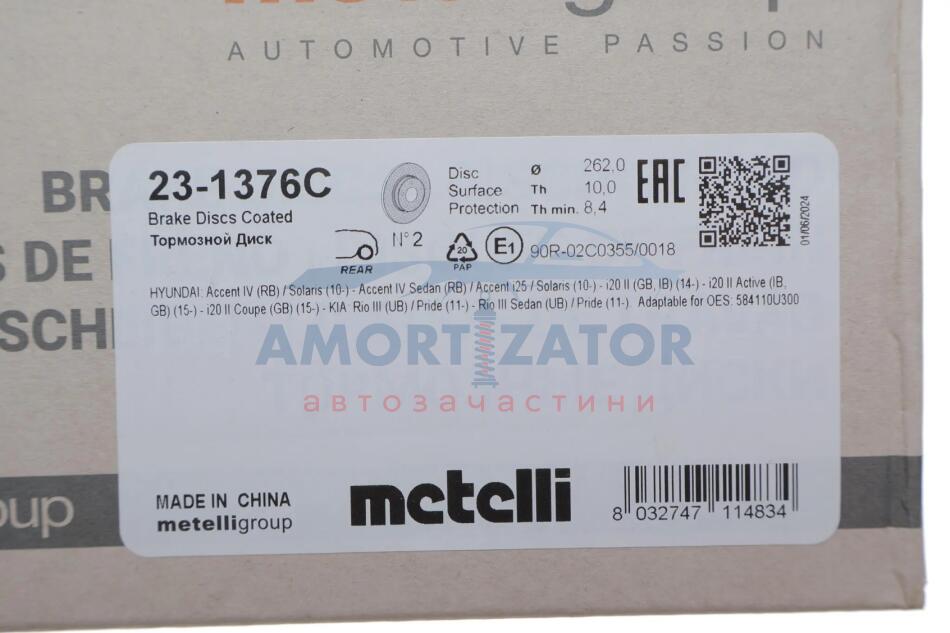 AUTOMOTIVE PASSION
BR
S DE
SCHE
group
23-1376C
Brake Discs Coated
Тормозной Диск
REAR
N° 2
20
PAP
E1
90R-02C0355/0018
Disc Ø 262,0
Surface Th 10,0
Protection Th min. 8,4
EAC
01/06/2024
HYUNDAI: Accent IV (RB) / Solaris (10-) - Accent IV Sedan (RB) / Accent i25 / Solaris (10-) - i20 II (GB, IB) (14-) - i20 II Active (IB,
GB) (15-) - i20 II Coupe (GB) (15-) - KIA: Rio III (UB) / Pride (11-) - Rio III Sedan (UB) / Pride (11-). Adaptable for OES: 584110U300
AMORTIZATOR
автозачастини
MADE IN CHINA
metelligroup
metelli
8 032747 114834